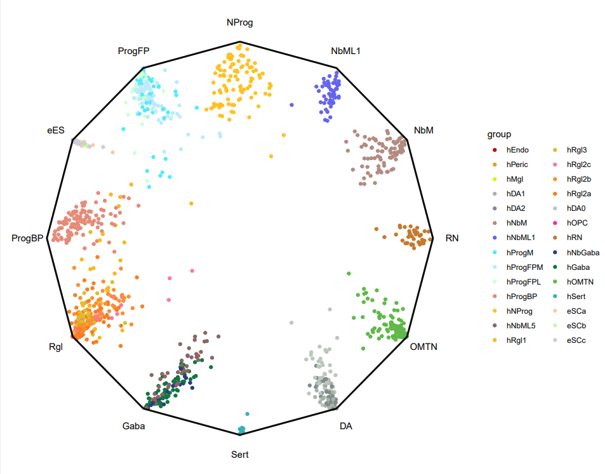 NProg
ProgFP
NbML1
eES
NbM
group
hEndo
hPeric
hMgl
hDA1
hDA2
hNbM
hNbML1
hProgM
hProgFPM
hProgFPL
hProgBP
hNProg
hNbML5
hRgl1
hRgl3
hRgl2c
hRgl2b
hRgl2a
hDA0
hOPC
hRN
hNbGaba
hGaba
hOMTN
hSert
eSCa
eSCb
eSCc
ProgBP
RN
Rgl
OMTN
Gaba
DA
Sert